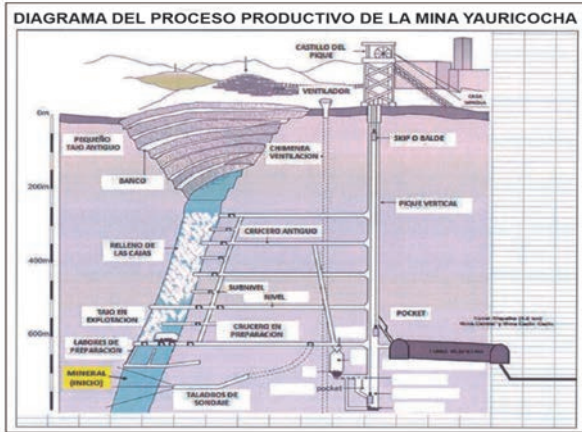 DIAGRAMA DEL PROCESO PRODUCTIVO DE LA MINA YAURICOCHA
CASTILLO DEL
PIQUE
VENTILADOR
CASA
0m
PEQUEÑO
TAJO ANTIGUO
CHIMENEA
VENTILACION
SKIP O BALDE
BANCO
200m
PIQUE VERTICAL
CRUCERO ANTIGUO
RELLENO DE
LAS CAJAS
400m
SUBNIVEL
NIVEL
TAJO EN
EXPLOTACION
POCKET
CRUCERO EN
PREPARACION
600m
LABORES DE
PREPARACION
MINERAL
(INICIO)
pocket
TALADROS DE
SONDAJE